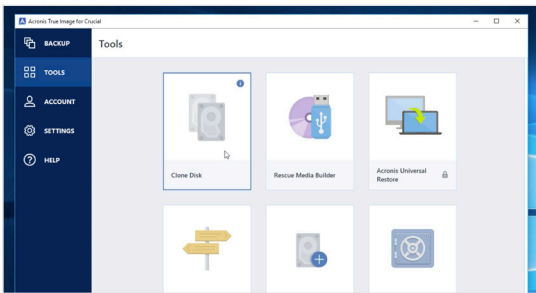 Acronis True Image for Crucial
BACKUP
Tools
TOOLS
ACCOUNT
SETTINGS
HELP
Clone Disk
Rescue Media Builder
Acronis Universal
Restore